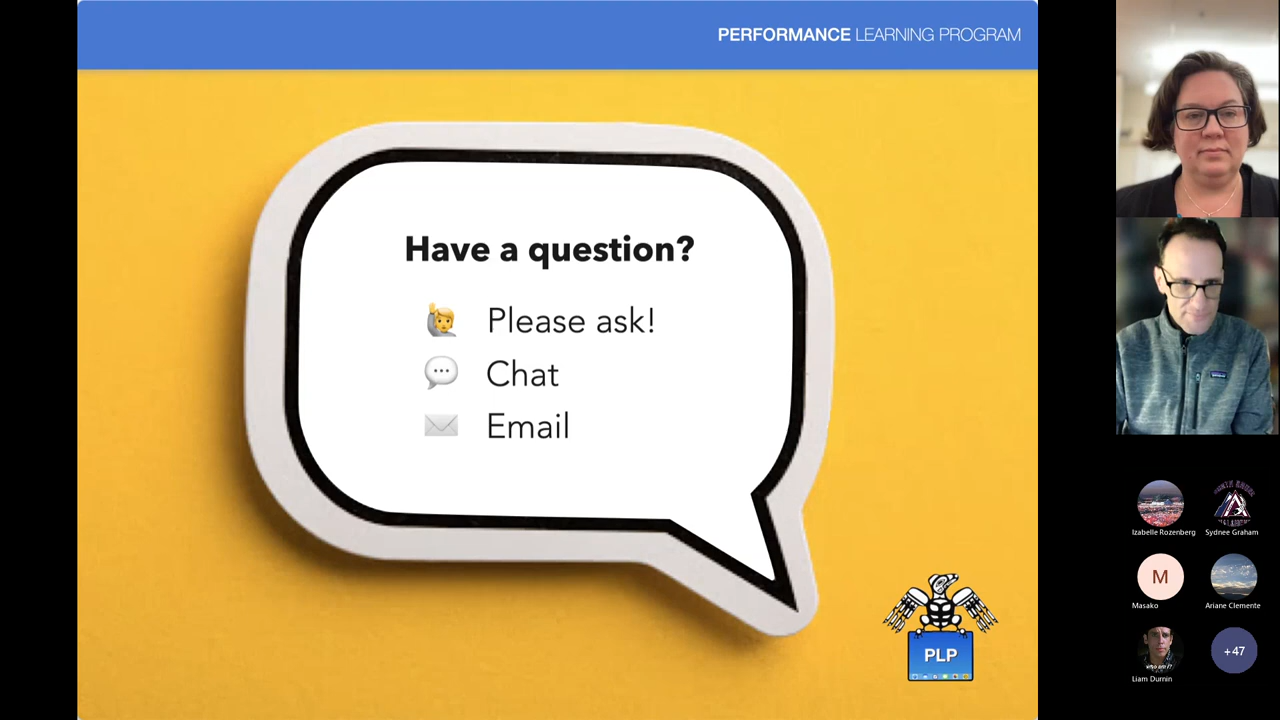 PERFORMANCE LEARNING PROGRAM
Have a question?
Please ask!
Chat
Email
PLP
Izabelle Rozenberg
Sydnee Graham
M
Masako
Ariane Clemente
Liam Durnin
+47